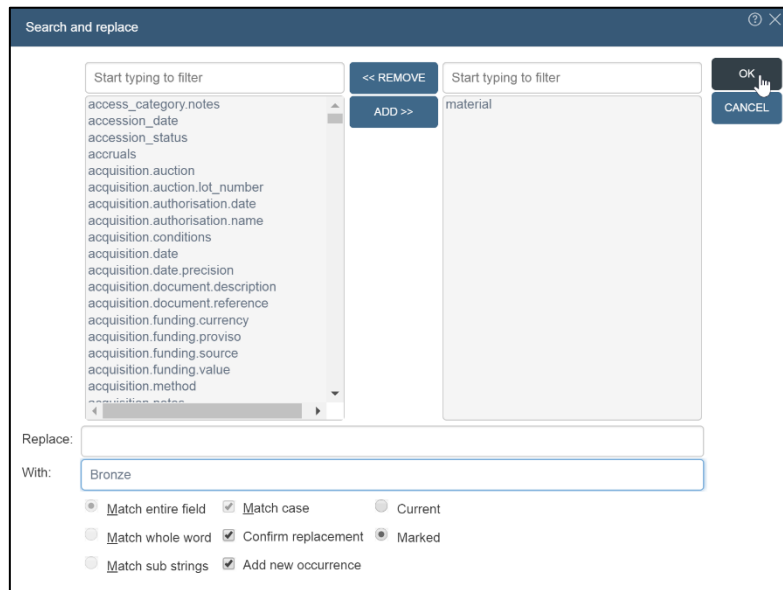 Search and replace
Start typing to filter
<< REMOVE
Start typing to filter
OK
access_category.notes
ADD >>
material
CANCEL
accession_date
accession_status
accruals
acquisition.auction
acquisition.auction.lot_number
acquisition.authorisation.date
acquisition.authorisation.name
acquisition.conditions
acquisition.date
acquisition.date.precision
acquisition.document.description
acquisition.document.reference
acquisition.funding.currency
acquisition.funding.proviso
acquisition.funding.source
acquisition.funding.value
acquisition.method
Replace:
With: Bronze
Match entire field Match case Current
Match whole word Confirm replacement Marked
Match sub strings Add new occurrence